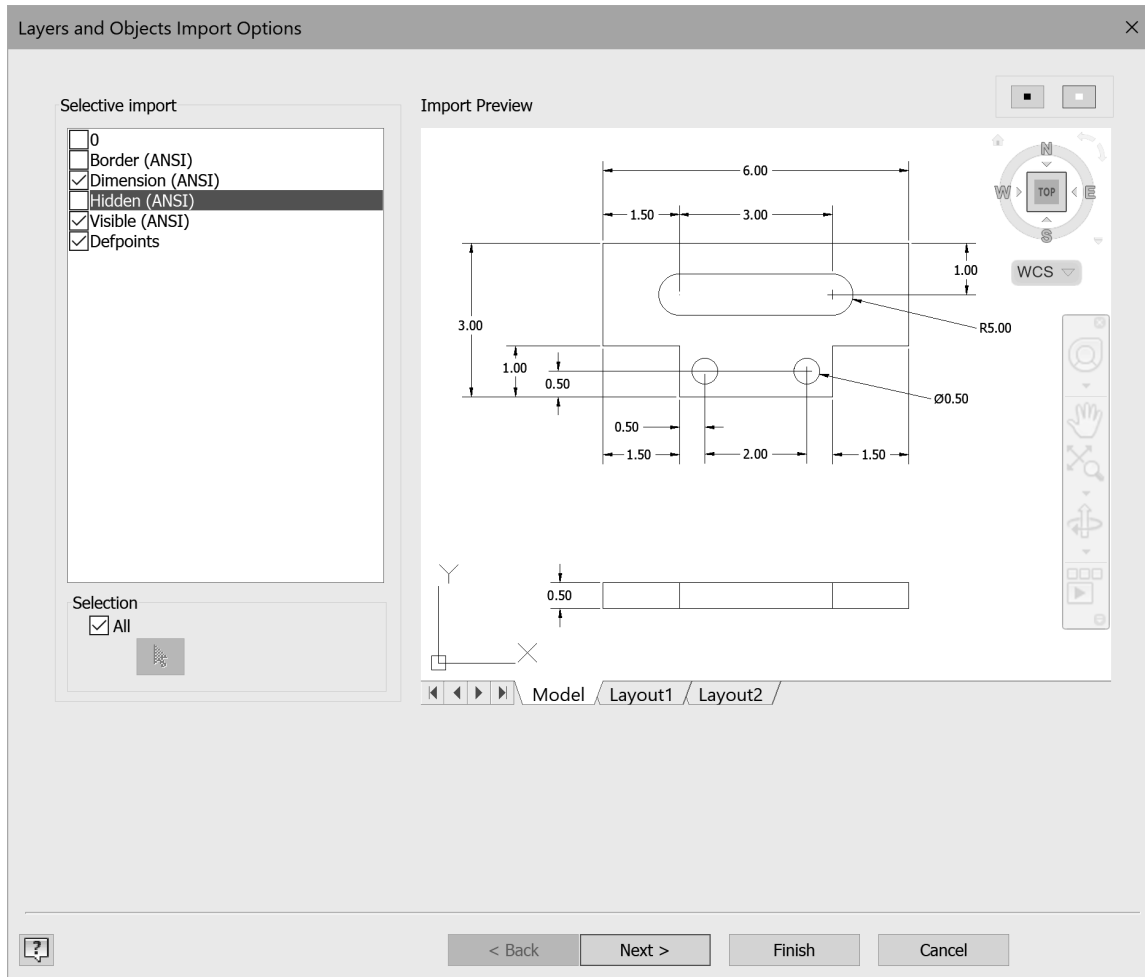 Layers and Objects Import Options
Selective import
0
Border (ANSI)
Dimension (ANSI)
Hidden (ANSI)
Visible (ANSI)
Defpoints
Selection
All
Import Preview
6.00
1.50 3.00
1.00
3.00
R5.00
1.00
0.50
Ø0.50
0.50
1.50 2.00 1.50
0.50
Y
X
N
W TOP E
S
WCS
Model Layout1 Layout2
?
< Back Next > Finish Cancel